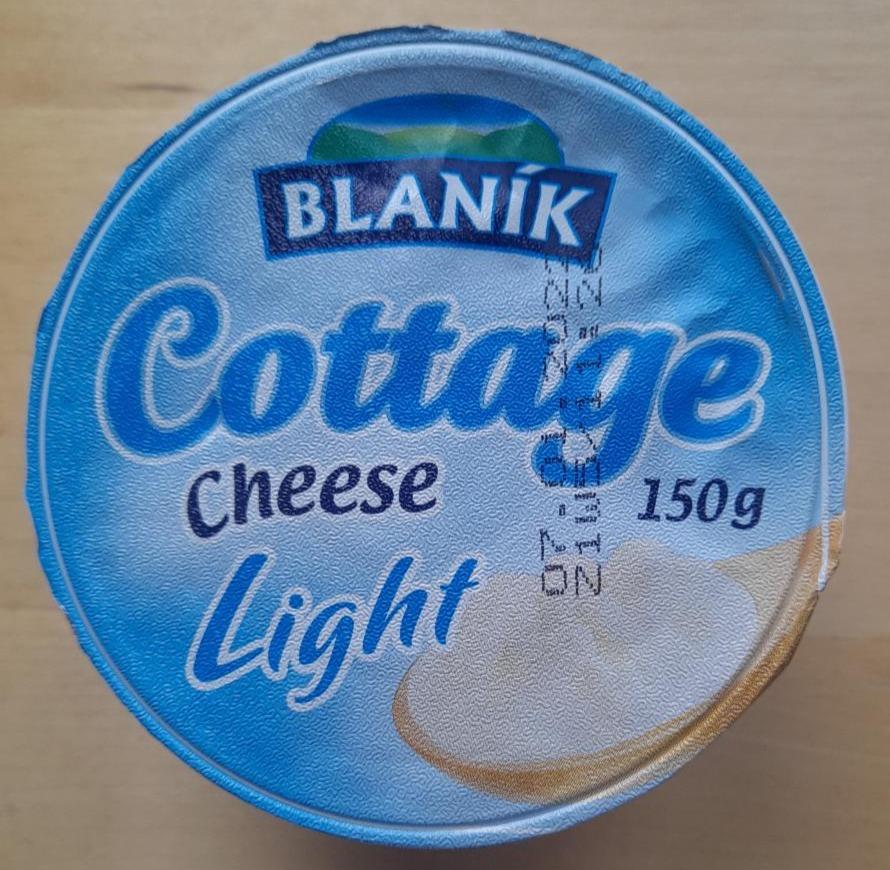 BLANÍK
Cottage
Cheese
150g
Light